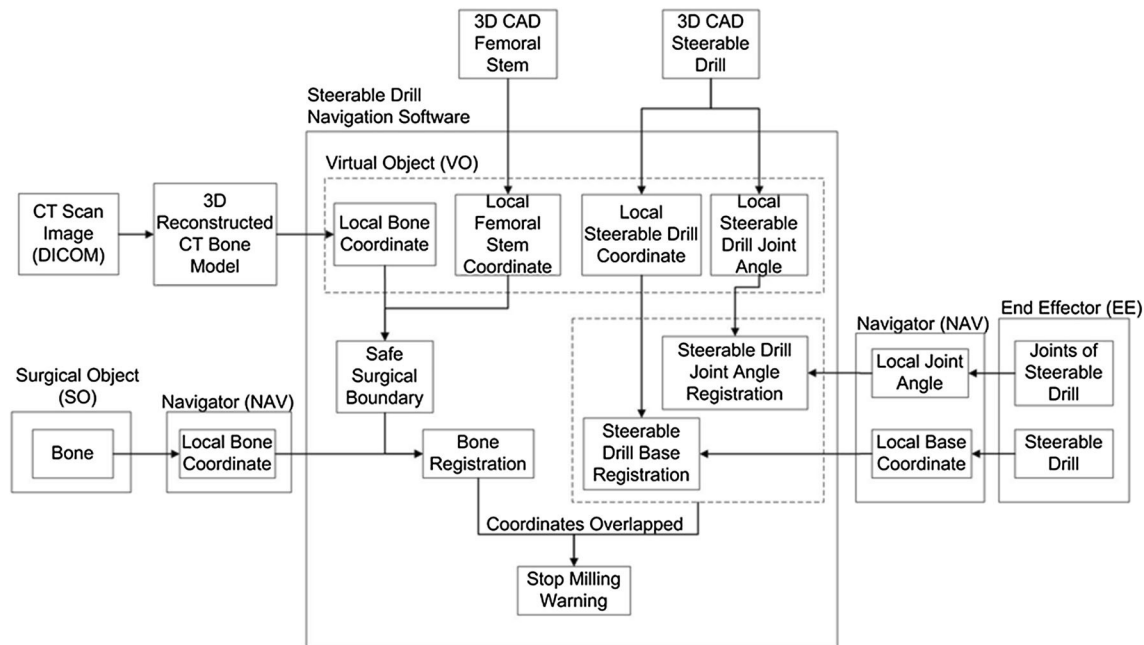 3D CAD
Femoral
Stem
3D CAD
Steerable
Drill
Steerable Drill
Navigation Software
Virtual Object (VO)
CT Scan
Image
(DICOM)
3D
Reconstructed
CT Bone
Model
Local Bone
Coordinate
Local
Femoral
Stem
Coordinate
Local
Steerable Drill
Coordinate
Local
Steerable
Drill Joint
Angle
Safe
Surgical
Boundary
Steerable Drill
Joint Angle
Registration
Navigator (NAV)
Local Joint
Angle
End Effector (EE)
Joints of
Steerable
Drill
Surgical Object
(SO)
Bone
Navigator (NAV)
Local Bone
Coordinate
Bone
Registration
Steerable
Drill Base
Registration
Local Base
Coordinate
Steerable
Drill
Coordinates Overlapped
Stop Milling
Warning